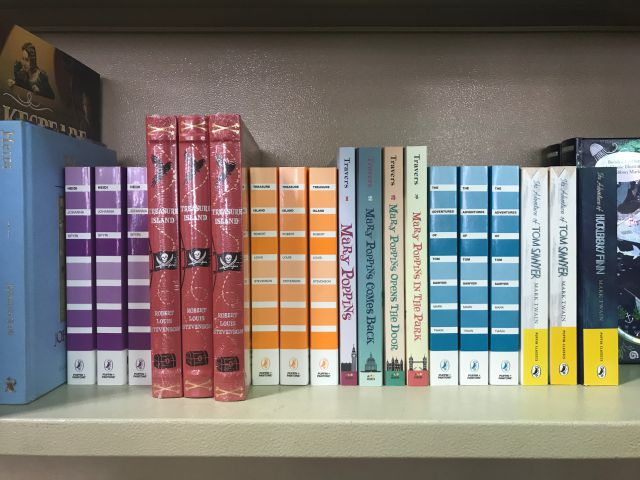 KESPEARE
HEIDI
JOHANNA
SPYRI
HEIDI
JOHANNA
SPYRI
HEIDI
JOHANNA
SPYRI
TREASURE
ISLAND
ROBERT
LOUIS
STEVENSON
TREASURE
ISLAND
ROBERT
LOUIS
STEVENSON
TREASURE
ISLAND
ROBERT
LOUIS
STEVENSON
TREASURE
ISLAND
ROBERT
LOUIS
STEVENSON
TREASURE
ISLAND
ROBERT
LOUIS
STEVENSON
TREASURE
ISLAND
ROBERT
LOUIS
STEVENSON
Travers
MARY POPPINS
Travers
MARY POPPINS COMES BACK
Travers
MARY POPPINS OPENS THE DOOR
Travers
MARY POPPINS IN THE PARK
THE
ADVENTURES
OF
TOM
SAWYER
MARK
TWAIN
THE
ADVENTURES
OF
TOM
SAWYER
MARK
TWAIN
THE
ADVENTURES
OF
TOM
SAWYER
MARK
TWAIN
The Adventures of
TOM SAWYER
MARK TWAIN
PUFFIN CLASSICS
The Adventures of
TOM SAWYER
MARK TWAIN
PUFFIN CLASSICS
The Adventures of
HUCKLEBERRY FINN
MARK TWAIN
PUFFIN CLASSICS